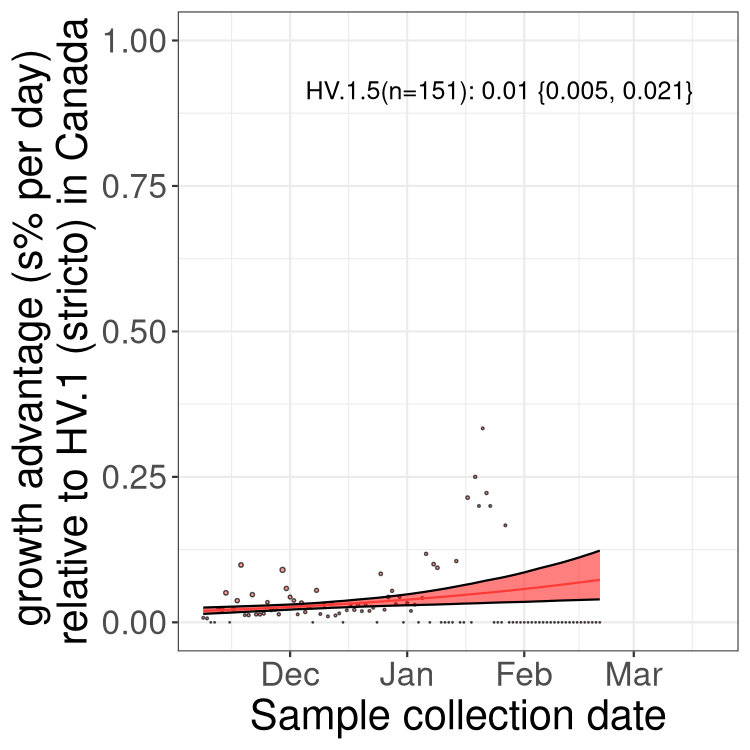 growth advantage (s% per day)
relative to HV.1 (stricto) in Canada
1.00
0.75
0.50
0.25
0.00
HV.1.5(n=151): 0.01 {0.005, 0.021}
Dec Jan Feb Mar
Sample collection date